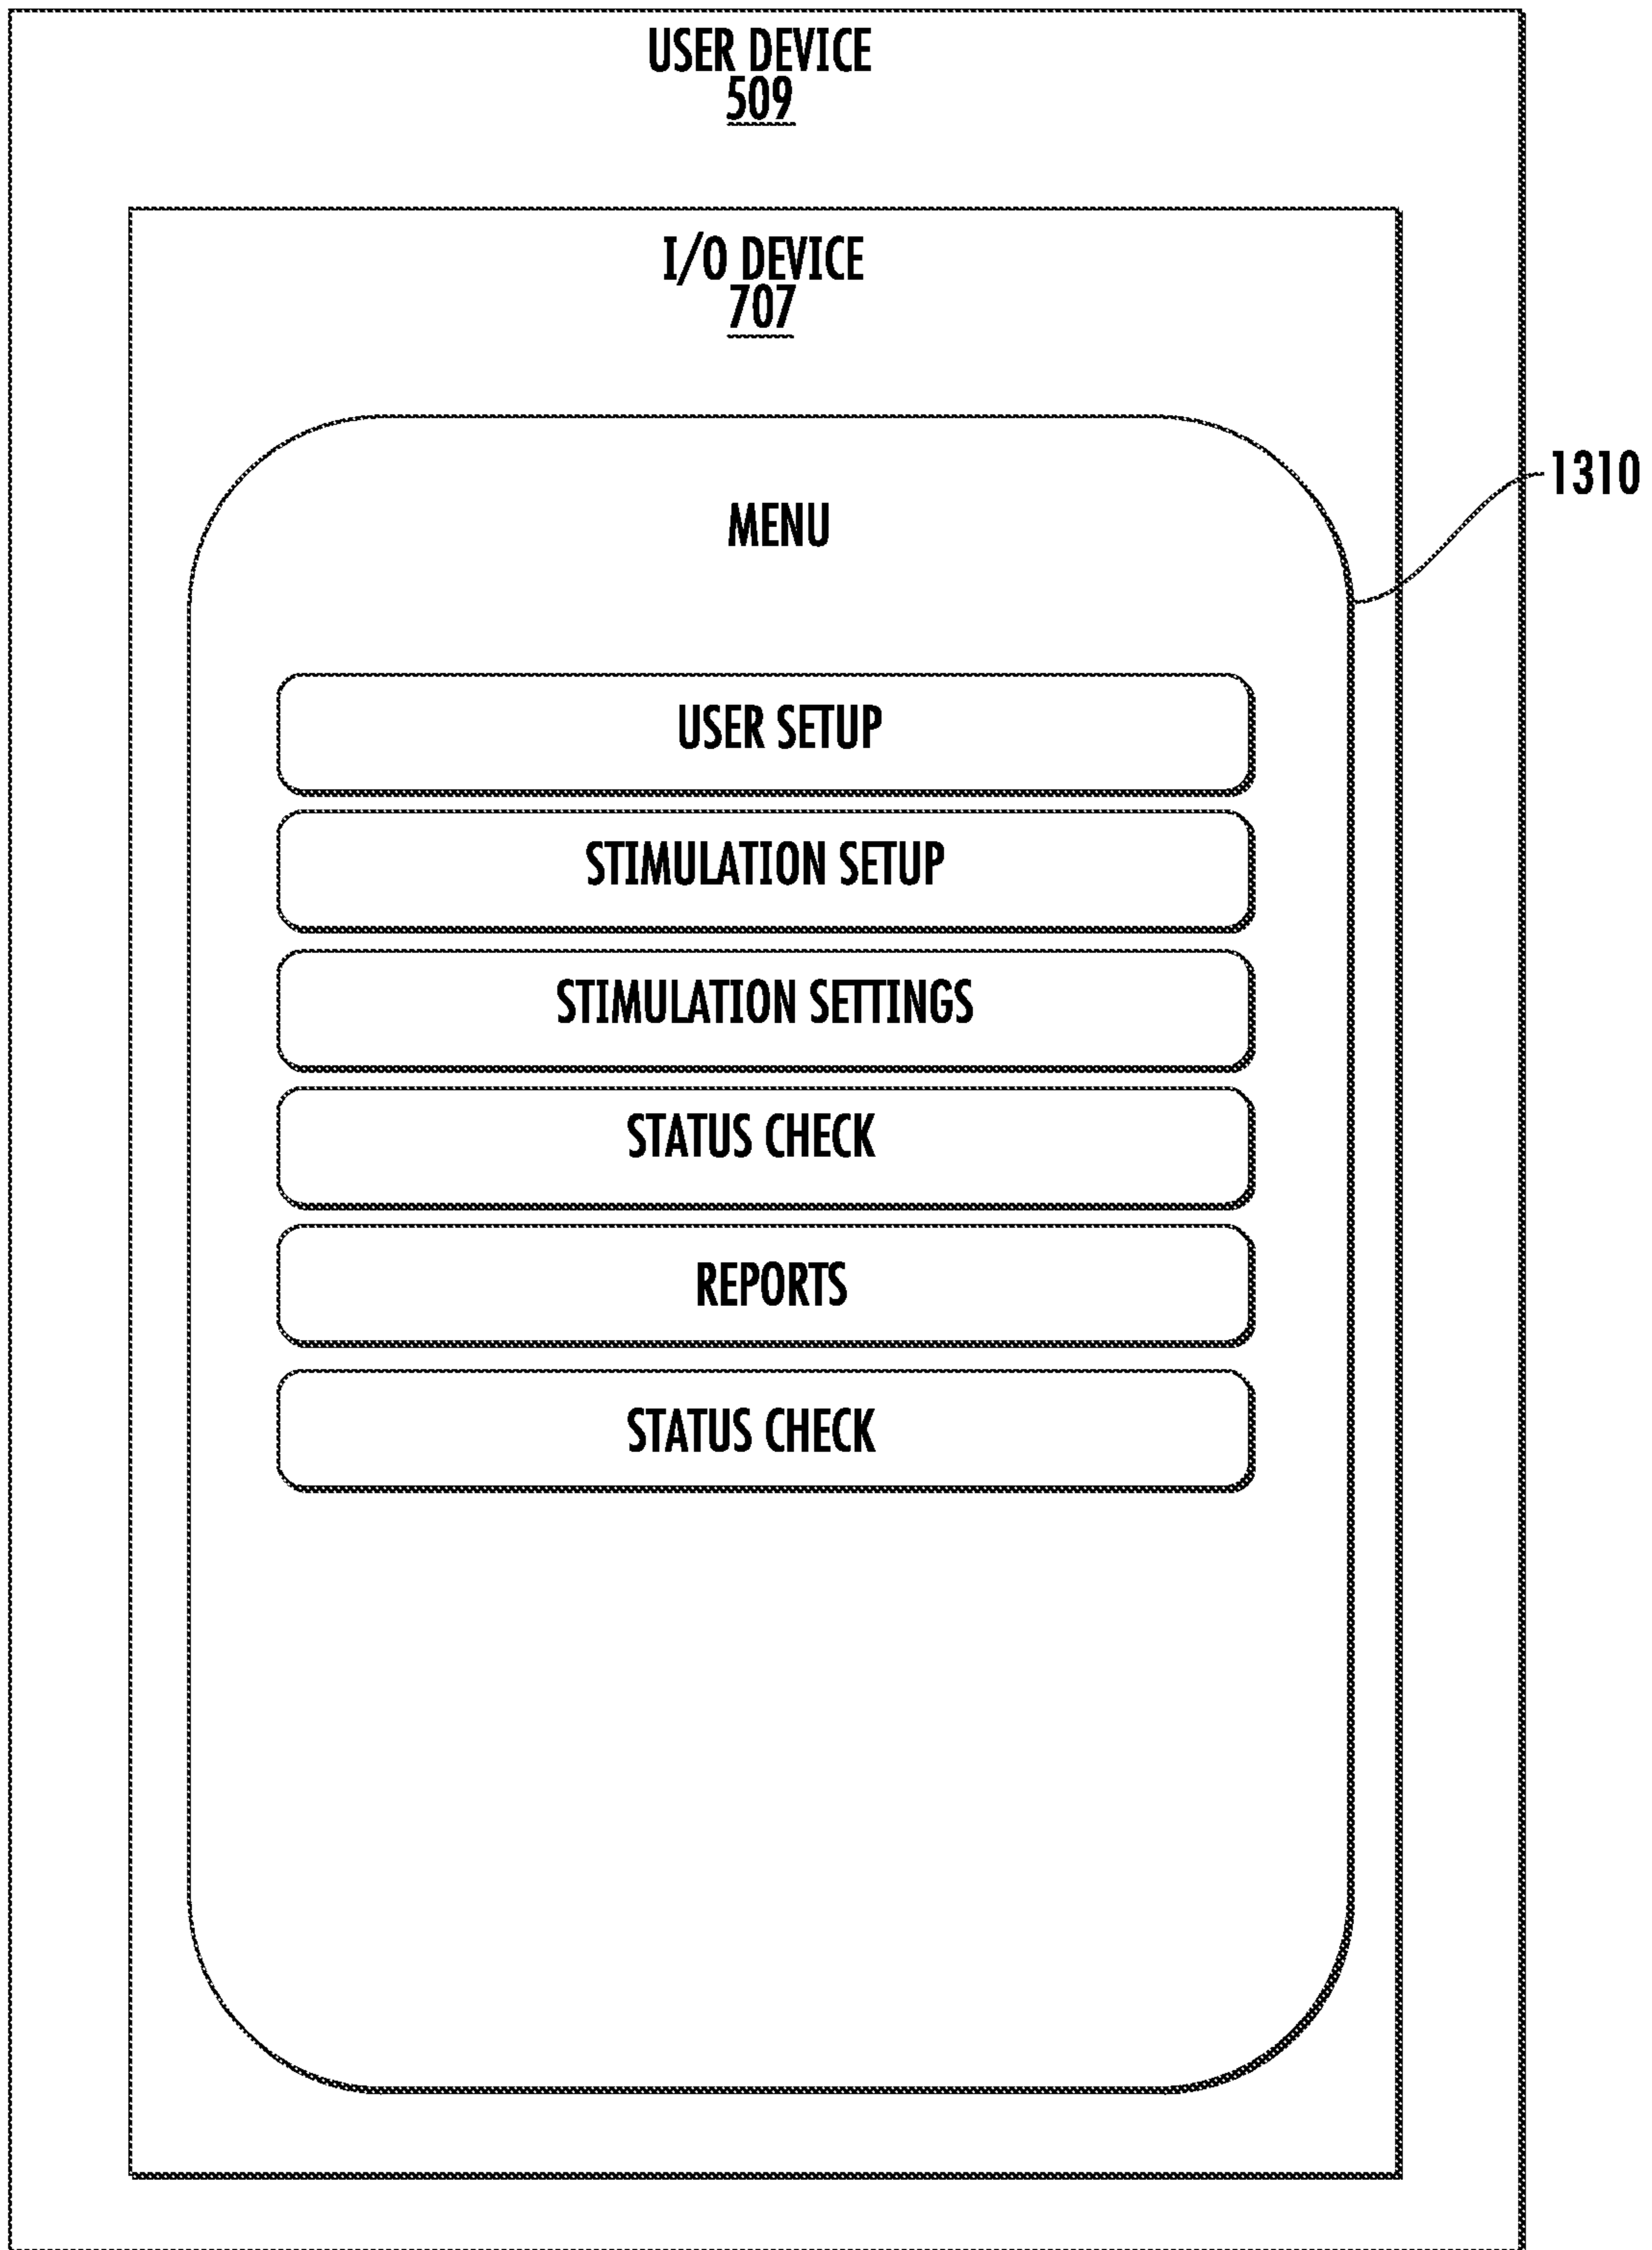 USER DEVICE
509
I/O DEVICE
707
1310
MENU
USER SETUP
STIMULATION SETUP
STIMULATION SETTINGS
STATUS CHECK
REPORTS
STATUS CHECK